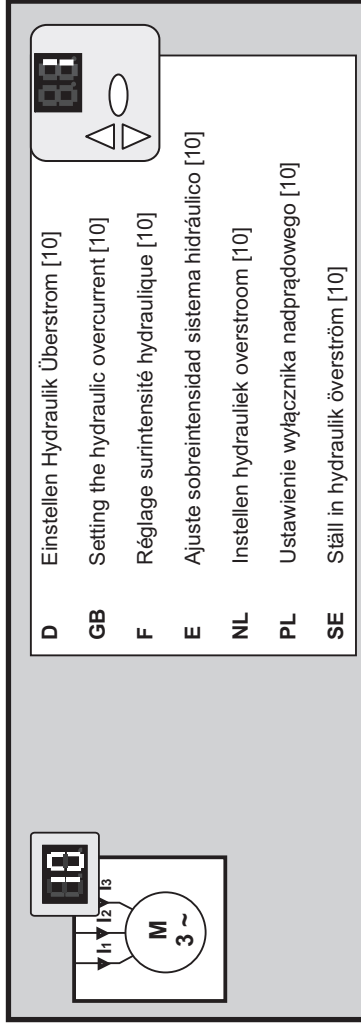 I1 I2 I3
M
3 ~
D Einstellen Hydraulik Überstrom [10]
GB Setting the hydraulic overcurrent [10]
F Réglage surintensité hydraulique [10]
E Ajuste sobreintensidad sistema hidráulico [10]
NL Instellen hydrauliek overstroom [10]
PL Ustawienie wyłącznika nadprądowego [10]
SE Ställ in hydraulik överström [10]